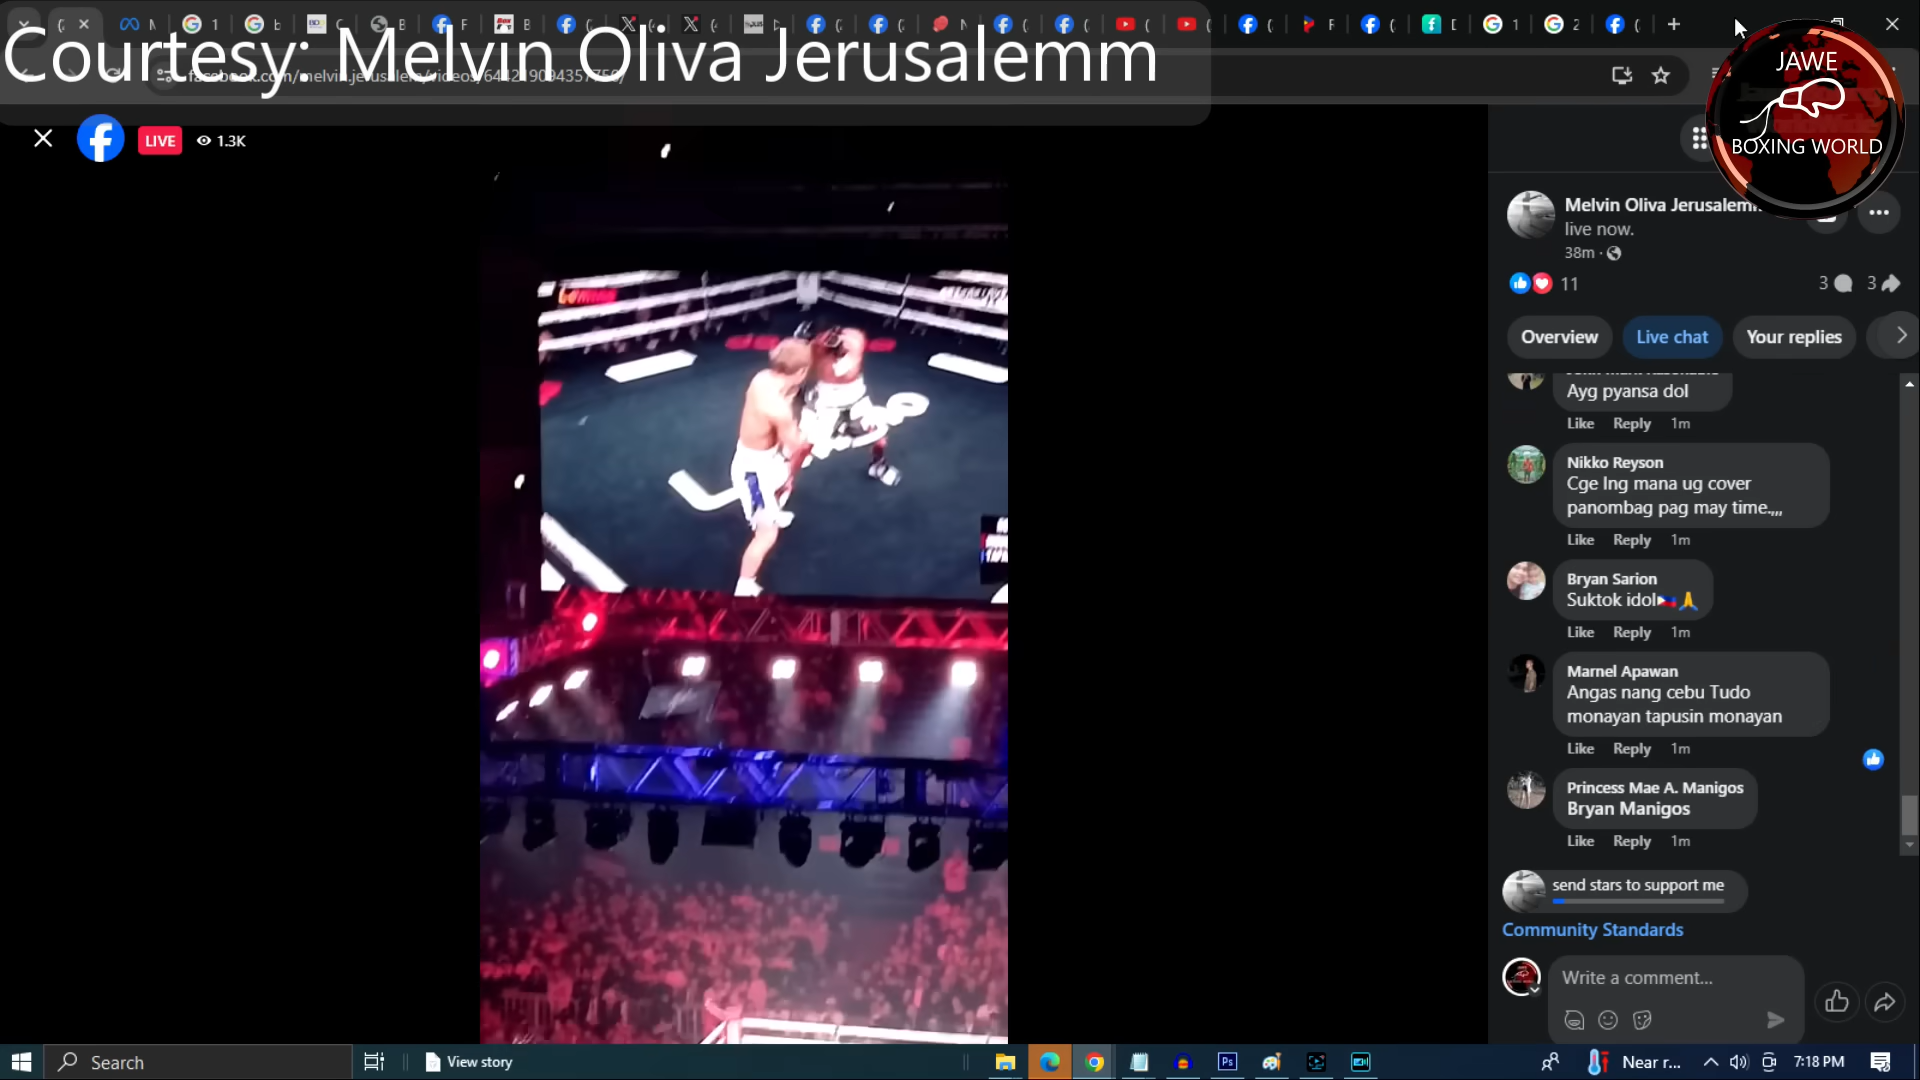 Courtesy: Melvin Oliva Jerusalemm
JAWE
BOXING WORLD
LIVE
1.3K
Melvin Oliva Jerusalem
live now.
38m
11
3
3
Overview
Live chat
Your replies
Ayg pyansa dol
Like Reply 1m
Nikko Reyson
Cge lng mana ug cover
panombag pag may time.,,,
Like Reply 1m
Bryan Sarion
Suktok idol🇵🇭🙏
Like Reply 1m
Marnel Apawan
Angas nang cebu Tudo
monayan tapusin monayan
Like Reply 1m
Princess Mae A. Manigos
Bryan Manigos
Like Reply 1m
send stars to support me
Community Standards
Write a comment...
Search
View story
Ps
Near r...
7:18 PM